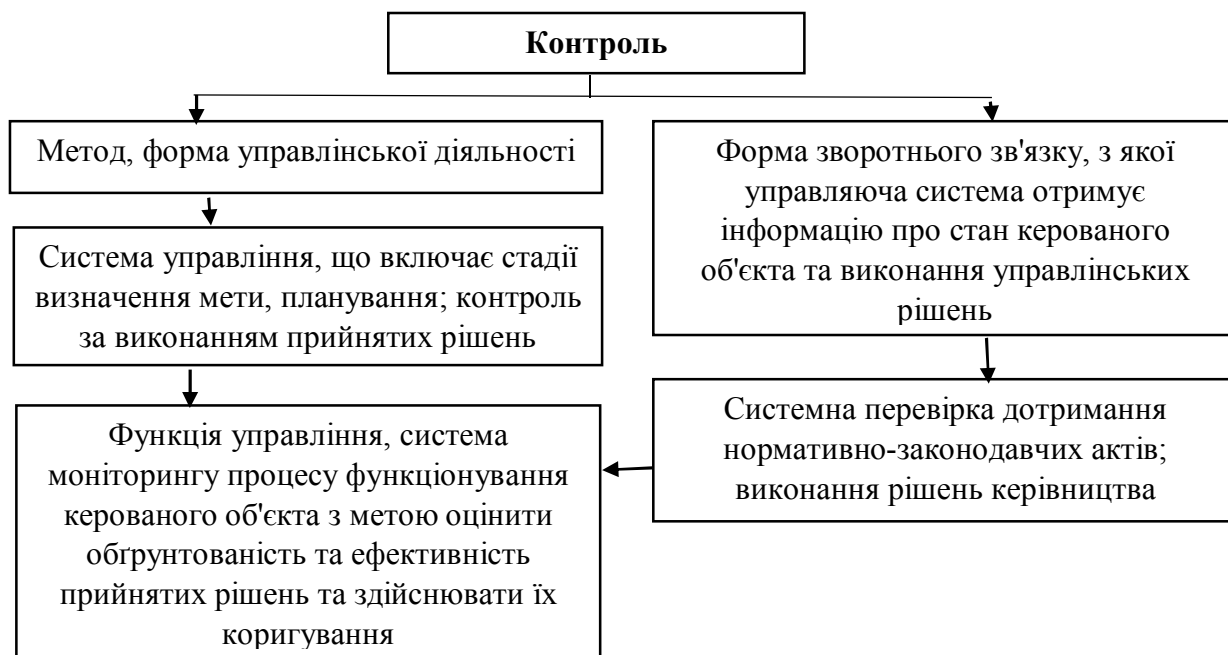 Контроль
Метод, форма управлінської діяльності
Система управління, що включає стадії
визначення мети, планування; контроль
за виконанням прийнятих рішень
Функція управління, система
моніторингу процесу функціонування
керованого об'єкта з метою оцінити
обґрунтованість та ефективність
прийнятих рішень та здійснювати їх
коригування
Форма зворотнього зв'язку, з якої
управляюча система отримує
інформацію про стан керованого
об'єкта та виконання управлінських
рішень
Системна перевірка дотримання
нормативно-законодавчих актів;
виконання рішень керівництва